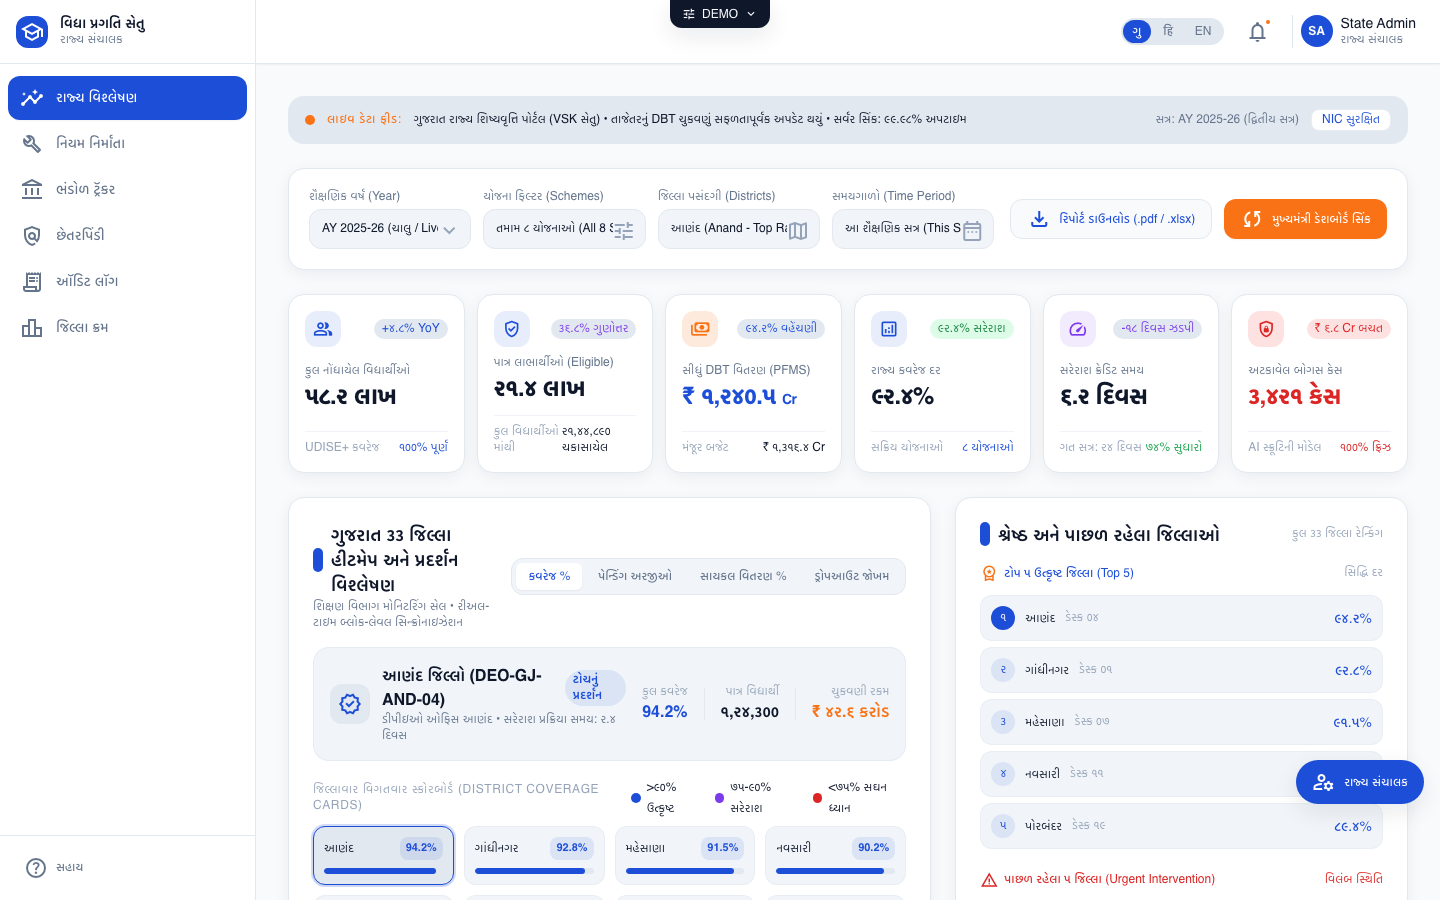 વિદ્યા પ્રગતિ સેતુ
રાજ્ય સંચાલક
DEMO
ગુ
હિ
EN
SA
State Admin
રાજ્ય સંચાલક
રાજ્ય વિશ્લેષણ
નિયમ નિર્માતા
ભંડોળ ટ્રૅકર
છેતરપિંડી
ઑડિટ લૉગ
જિલ્લા ક્રમ
સહાય
લાઇવ ડેટા ફીડ:
ગુજરાત રાજ્ય શિષ્યવૃત્તિ પોર્ટલ (VSK સેતુ) • તાજેતરનું DBT ચુકવણું સફળતાપૂર્વક અપડેટ થયું • સર્વર સિંક: ૯૯.૯૮% અપટાઇમ
સત્ર: AY 2025-26 (દ્વિતીય સત્ર)
NIC સુરક્ષિત
શૈક્ષણિક વર્ષ (Year)
યોજના ફિલ્ટર (Schemes)
જિલ્લા પસંદગી (Districts)
સમયગાળો (Time Period)
AY 2025-26 (ચાલુ / Live
તમામ ૮ યોજનાઓ (All 8 S
આણંદ (Anand - Top Ra
આ શૈક્ષણિક સત્ર (This S
રિપોર્ટ ડાઉનલોડ (.pdf / .xlsx)
મુખ્યમંત્રી ડેશબોર્ડ સિંક
+૪.૮% YoY
કુલ નોંધાયેલ વિદ્યાર્થીઓ
૫૮.૨ લાખ
UDISE+ કવરેજ
૧૦૦% પૂર્ણ
૩૬.૮% ગુણોત્તર
પાત્ર લાભાર્થીઓ (Eligible)
૨૧.૪ લાખ
કુલ વિદ્યાર્થીઓ માંથી
૨૧,૪૪,૮૯૦ ચકાસાયેલ
૯૪.૨% વહેંચણી
સીધું DBT વિતરણ (PFMS)
₹ ૧,૨૪૦.૫ Cr
મંજૂર બજેટ
₹ ૧,૩૧૬.૪ Cr
૯૨.૪% સરેરાશ
રાજ્ય કવરેજ દર
૯૨.૪%
સક્રિય યોજનાઓ
૮ યોજનાઓ
-૧૮ દિવસ ઝડપી
સરેરાશ ક્રેડિટ સમય
૬.૨ દિવસ
ગત સત્ર: ૨૪ દિવસ
૭૪% સુધારો
₹ ૬.૮ Cr બચત
અટકાવેલ બોગસ કેસ
૩,૪૨૧ કેસ
AI સ્ક્રૂટિની મોડેલ
૧૦૦% ફ્રિઝ
ગુજરાત ૩૩ જિલ્લા
હીટમેપ અને પ્રદર્શન
વિશ્લેષણ
શિક્ષણ વિભાગ મોનિટરિંગ સેલ • રીઅલ-
ટાઇમ બ્લોક-લેવલ સિન્ક્રોનાઇઝેશન
કવરેજ %
પેન્ડિંગ અરજીઓ
સાયકલ વિતરણ %
ડ્રોપઆઉટ જોખમ
આણંદ જિલ્લો (DEO-GJ-
AND-04)
ટોચનું
પ્રદર્શન
ડીપીઇઓ ઓફિસ આણંદ • સરેરાશ પ્રક્રિયા સમય: ૨.૪
દિવસ
કુલ કવરેજ
94.2%
પાત્ર વિદ્યાર્થી
૧,૨૪,૩૦૦
ચુકવણી રકમ
₹ ૪૨.૬ કરોડ
જિલ્લાવાર વિગતવાર સ્કોરબોર્ડ (DISTRICT COVERAGE
CARDS)
>૯૦%
ઉત્કૃષ્ટ
૭૫-૯૦%
સરેરાશ
<૭૫% સઘન
ધ્યાન
આણંદ
94.2%
ગાંધીનગર
92.8%
મહેસાણા
91.5%
નવસારી
90.2%
શ્રેષ્ઠ અને પાછળ રહેલા જિલ્લાઓ
કુલ ૩૩ જિલ્લા રેન્કિંગ
ટોપ ૫ ઉત્કૃષ્ટ જિલ્લા (Top 5)
સિદ્ધિ દર
૧
આણંદ
ડેસ્ક ૦૪
૯૪.૨%
૨
ગાંધીનગર
ડેસ્ક ૦૧
૯૨.૮%
૩
મહેસાણા
ડેસ્ક ૦૭
૯૧.૫%
૪
નવસારી
ડેસ્ક ૧૧
રાજ્ય સંચાલક
૫
પોરબંદર
ડેસ્ક ૧૯
૮૯.૪%
પાછળ રહેલા ૫ જિલ્લા (Urgent Intervention)
વિલંબ સ્થિતિ